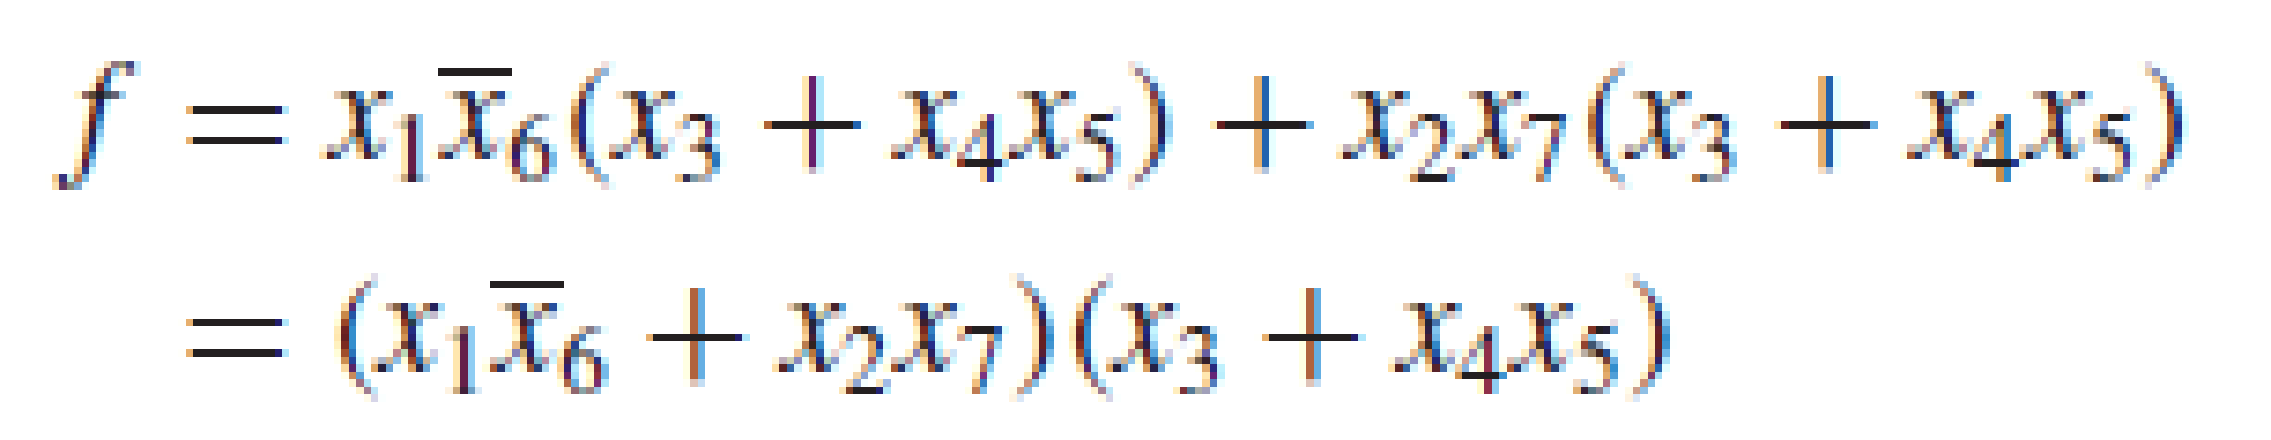 f = x₁x̅₆(x₃ + x₄x₅) + x₂x₇(x₃ + x₄x₅)
= (x₁x̅₆ + x₂x₇)(x₃ + x₄x₅)